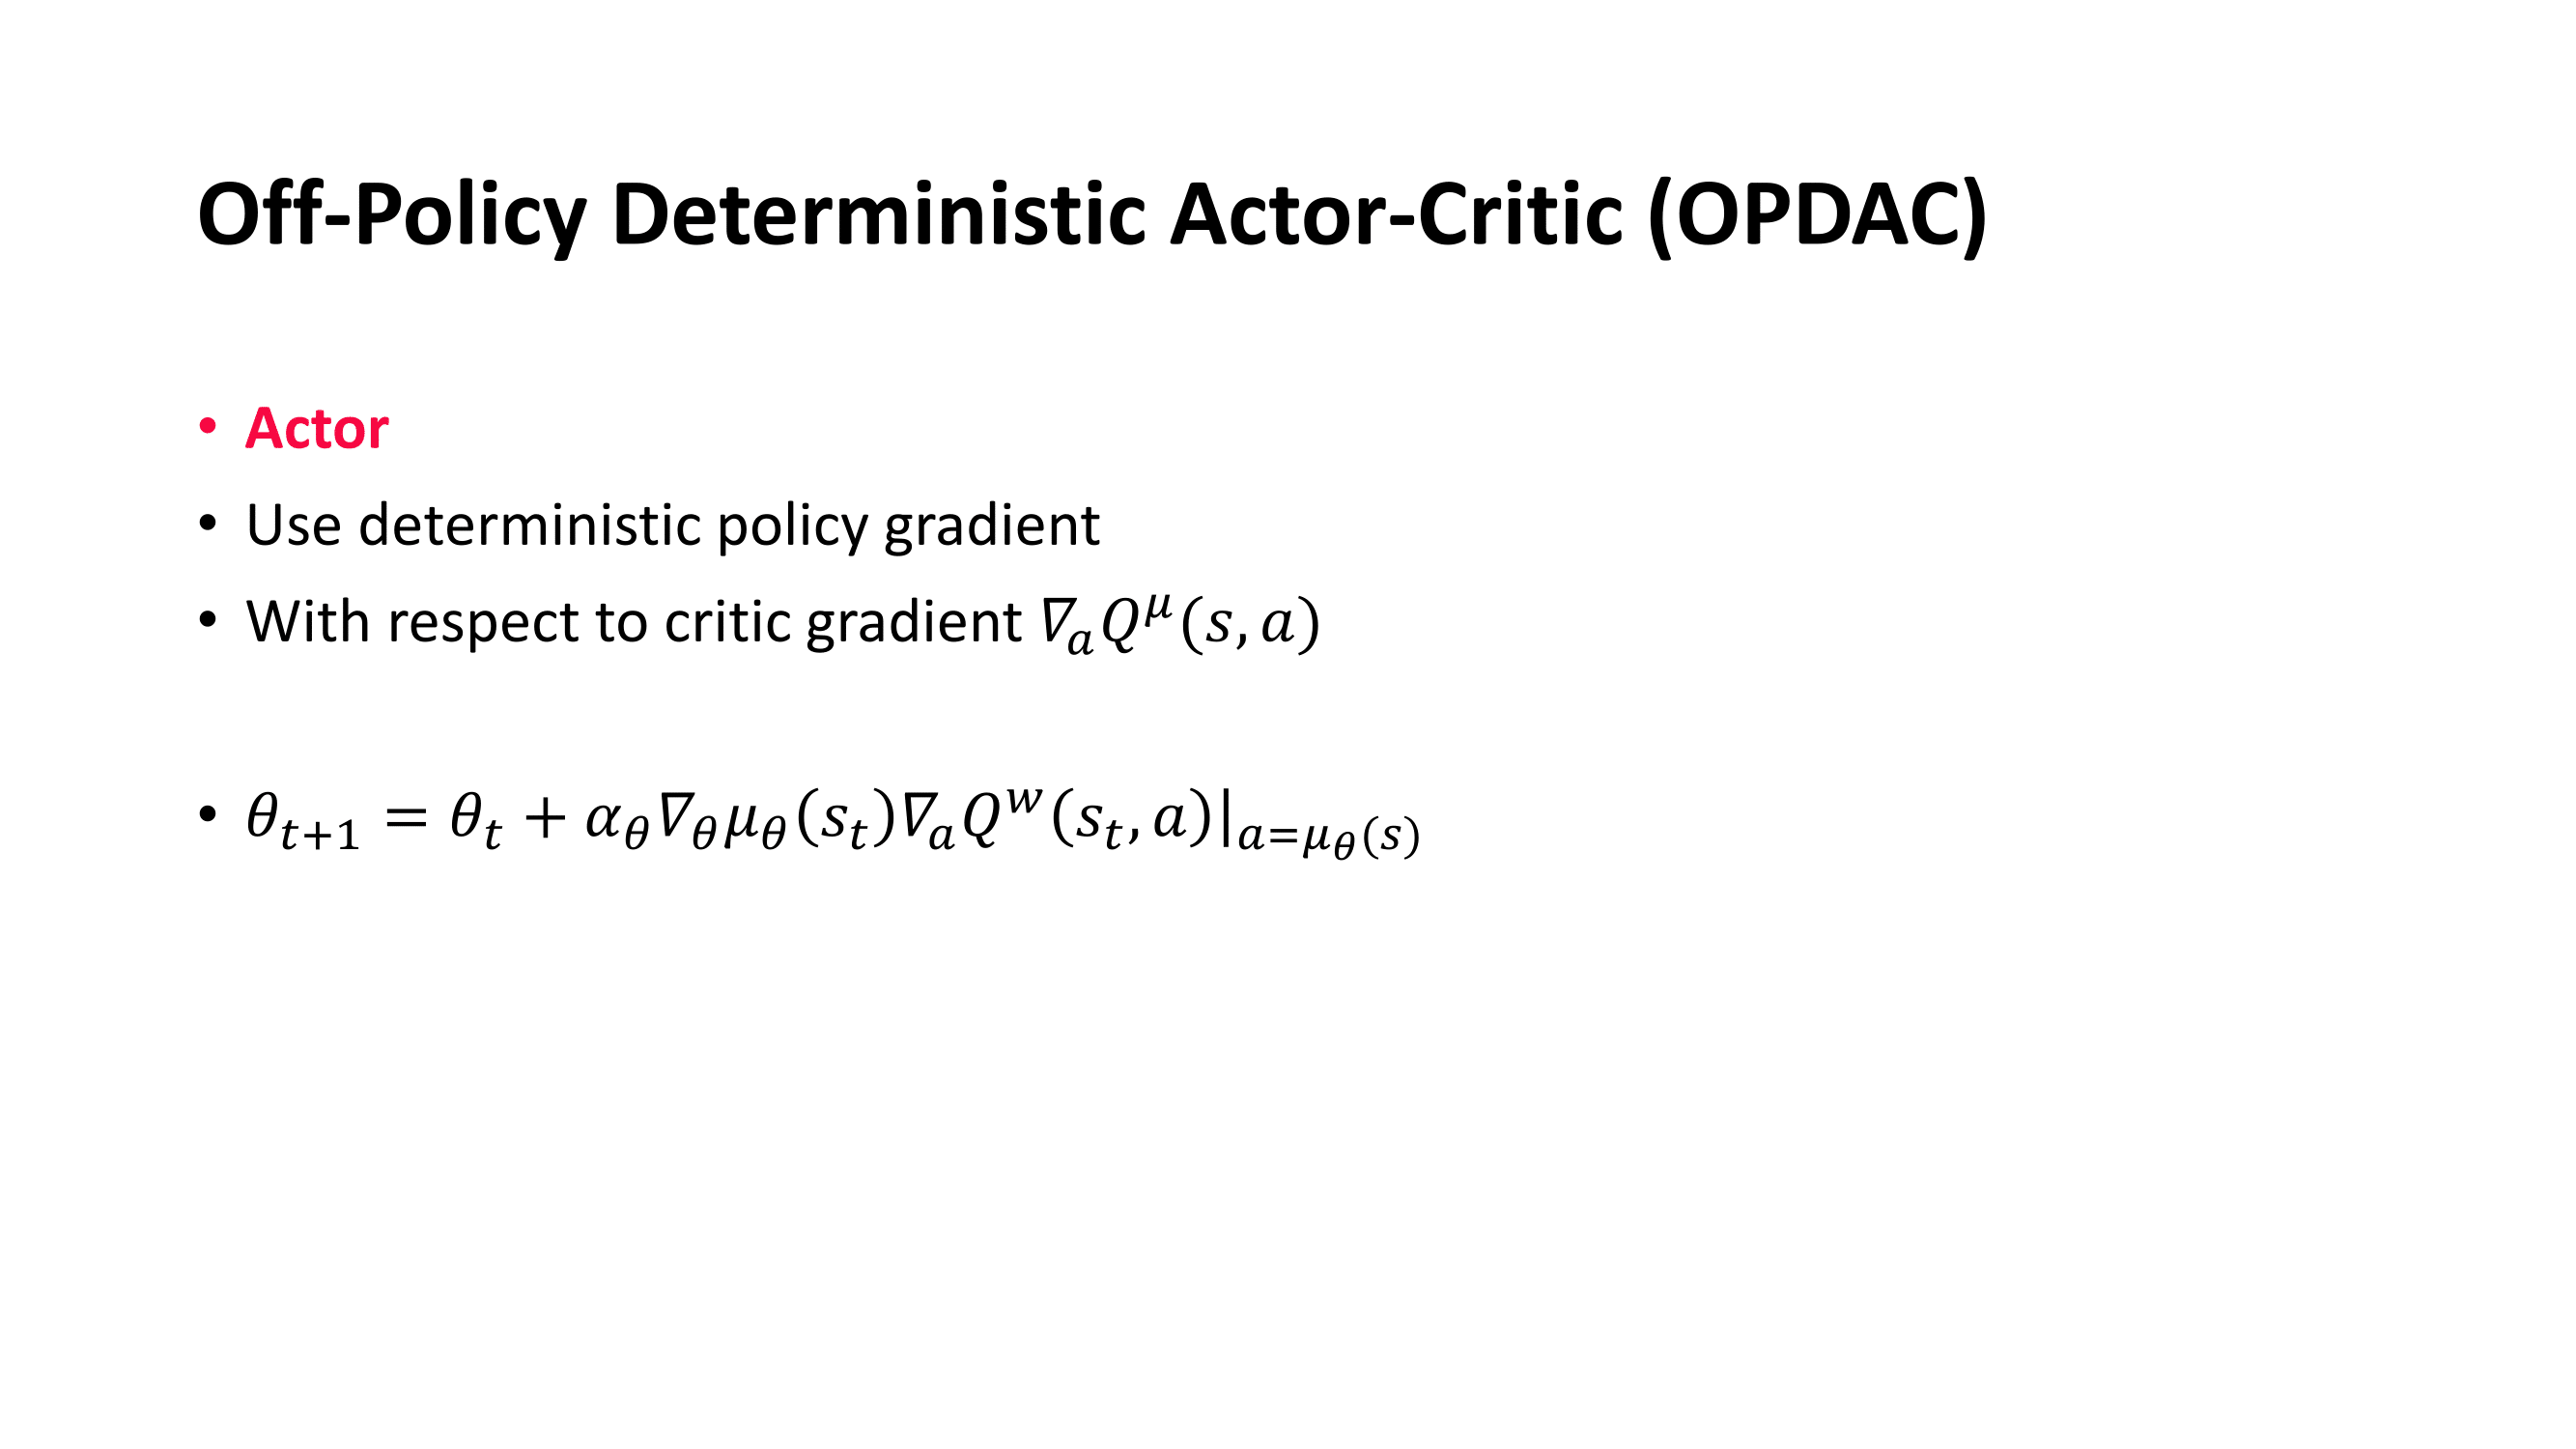 Off-Policy Deterministic Actor-Critic (OPDAC)
• Actor
• Use deterministic policy gradient
• With respect to critic gradient $\nabla_a Q^{\mu}(s, a)$
• $\theta_{t+1} = \theta_t + \alpha_\theta \nabla_\theta \mu_\theta(s_t) \nabla_a Q^w(s_t, a)|_{a=\mu_\theta(s)}$